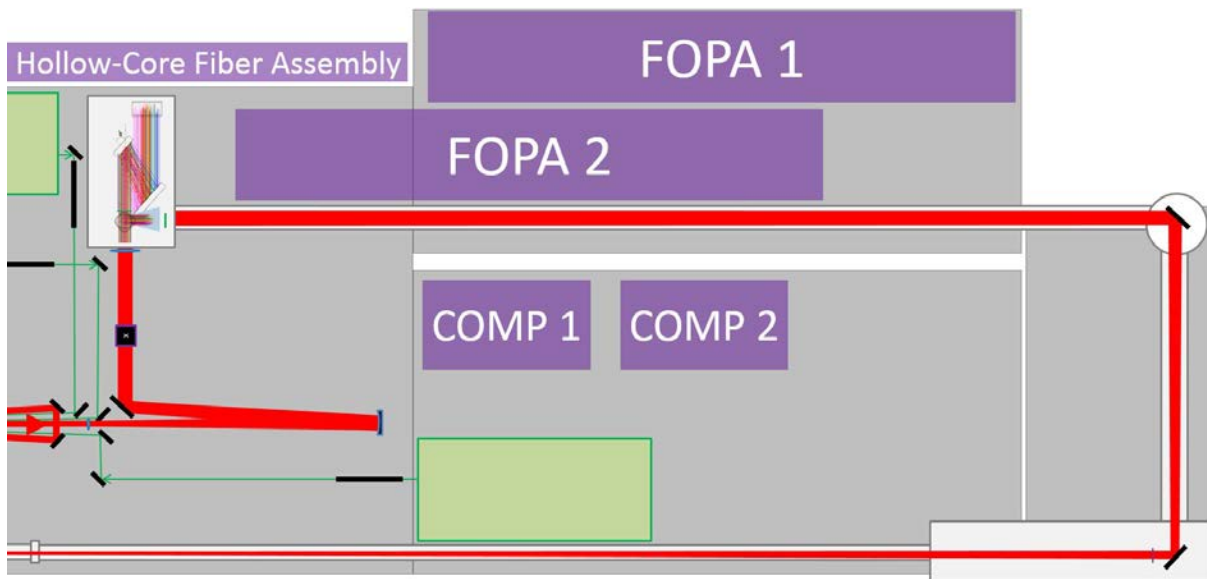 FOPA 1
Hollow-Core Fiber Assembly
FOPA 2
COMP 1
COMP 2